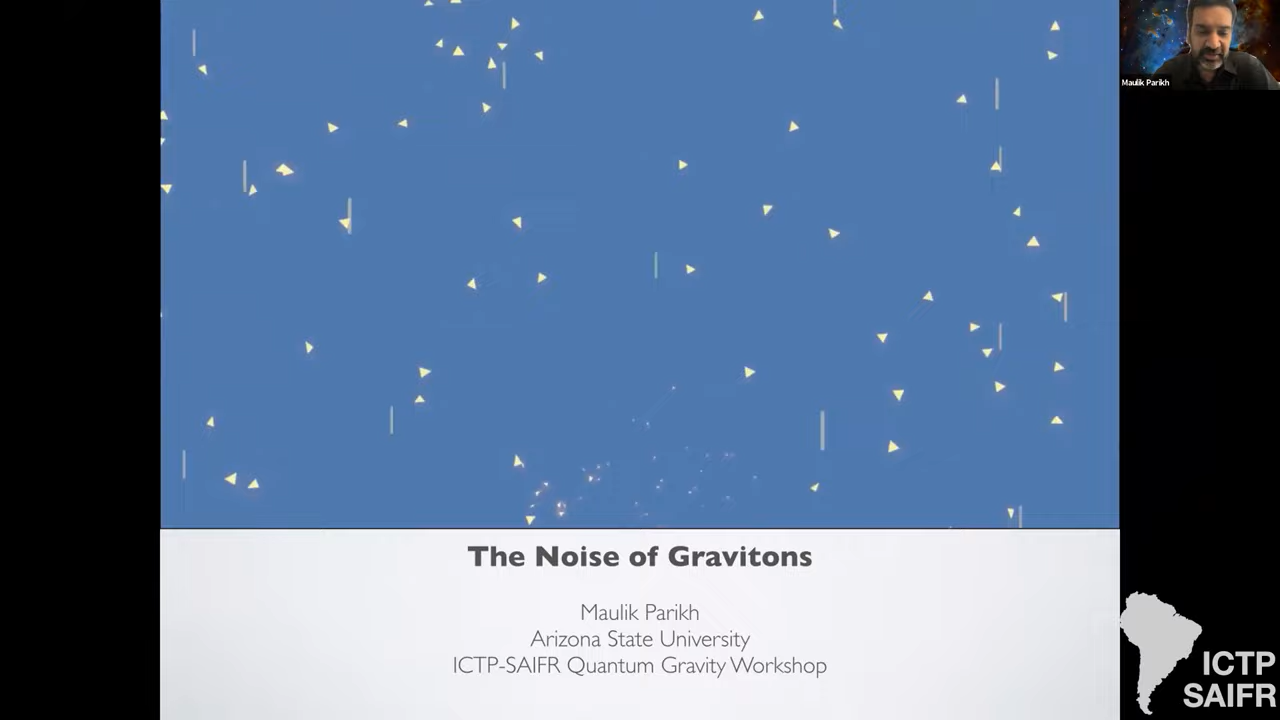 Maulik Parikh
The Noise of Gravitons
Maulik Parikh
Arizona State University
ICTP-SAIFR Quantum Gravity Workshop
ICTP
SAIFR